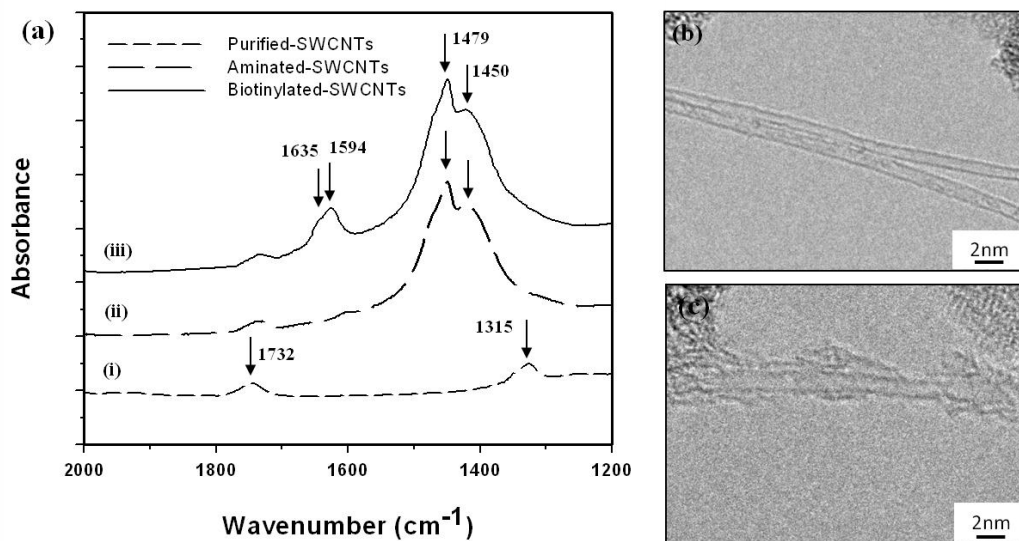 (a)
Purified-SWCNTs
Aminated-SWCNTs
Biotinylated-SWCNTs
1479
1450
1635
1594
(iii)
(ii)
(i)
1732
1315
Absorbance
2000 1800 1600 1400 1200
Wavenumber (cm-1)
(b)
2nm
(c)
2nm